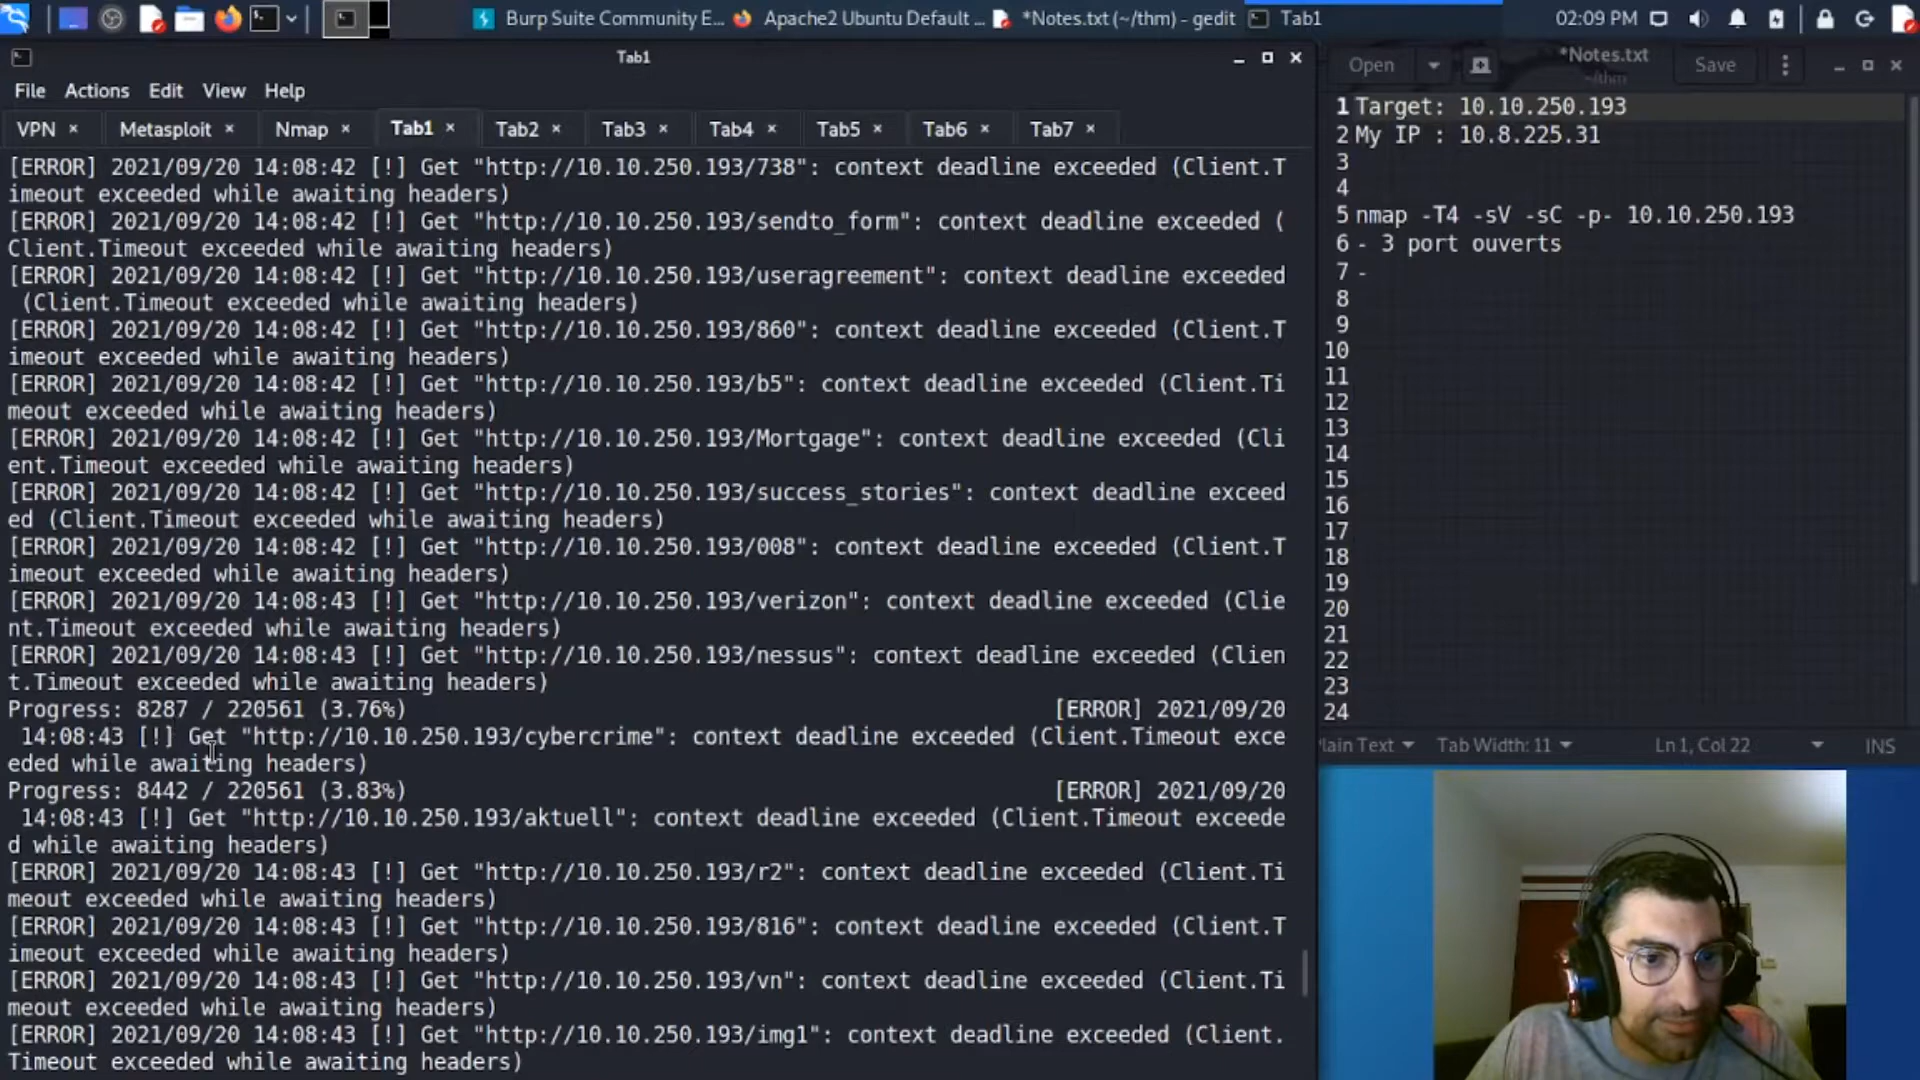 Burp Suite Community E...
Apache2 Ubuntu Default ...
*Notes.txt (~/thm) - gedit
Tab1
02:09 PM
Tab1
File Actions Edit View Help
VPN × Metasploit × Nmap × Tab1 × Tab2 × Tab3 × Tab4 × Tab5 × Tab6 × Tab7 ×
[ERROR] 2021/09/20 14:08:42 [!] Get "http://10.10.250.193/738": context deadline exceeded (Client.T
imeout exceeded while awaiting headers)
[ERROR] 2021/09/20 14:08:42 [!] Get "http://10.10.250.193/sendto_form": context deadline exceeded (
Client.Timeout exceeded while awaiting headers)
[ERROR] 2021/09/20 14:08:42 [!] Get "http://10.10.250.193/useragreement": context deadline exceeded
(Client.Timeout exceeded while awaiting headers)
[ERROR] 2021/09/20 14:08:42 [!] Get "http://10.10.250.193/860": context deadline exceeded (Client.T
imeout exceeded while awaiting headers)
[ERROR] 2021/09/20 14:08:42 [!] Get "http://10.10.250.193/b5": context deadline exceeded (Client.Ti
meout exceeded while awaiting headers)
[ERROR] 2021/09/20 14:08:42 [!] Get "http://10.10.250.193/Mortgage": context deadline exceeded (Cli
ent.Timeout exceeded while awaiting headers)
[ERROR] 2021/09/20 14:08:42 [!] Get "http://10.10.250.193/success_stories": context deadline exceed
ed (Client.Timeout exceeded while awaiting headers)
[ERROR] 2021/09/20 14:08:42 [!] Get "http://10.10.250.193/008": context deadline exceeded (Client.T
imeout exceeded while awaiting headers)
[ERROR] 2021/09/20 14:08:43 [!] Get "http://10.10.250.193/verizon": context deadline exceeded (Clie
nt.Timeout exceeded while awaiting headers)
[ERROR] 2021/09/20 14:08:43 [!] Get "http://10.10.250.193/nessus": context deadline exceeded (Clien
t.Timeout exceeded while awaiting headers)
Progress: 8287 / 220561 (3.76%) [ERROR] 2021/09/20
14:08:43 [!] Get "http://10.10.250.193/cybercrime": context deadline exceeded (Client.Timeout exce
eded while awaiting headers)
Progress: 8442 / 220561 (3.83%) [ERROR] 2021/09/20
14:08:43 [!] Get "http://10.10.250.193/aktuell": context deadline exceeded (Client.Timeout exceede
d while awaiting headers)
[ERROR] 2021/09/20 14:08:43 [!] Get "http://10.10.250.193/r2": context deadline exceeded (Client.Ti
meout exceeded while awaiting headers)
[ERROR] 2021/09/20 14:08:43 [!] Get "http://10.10.250.193/816": context deadline exceeded (Client.T
imeout exceeded while awaiting headers)
[ERROR] 2021/09/20 14:08:43 [!] Get "http://10.10.250.193/vn": context deadline exceeded (Client.Ti
meout exceeded while awaiting headers)
[ERROR] 2021/09/20 14:08:43 [!] Get "http://10.10.250.193/img1": context deadline exceeded (Client.
Timeout exceeded while awaiting headers)
Open
*Notes.txt
~/thm
Save
1 Target: 10.10.250.193
2 My IP : 10.8.225.31
3
4
5 nmap -T4 -sV -sC -p- 10.10.250.193
6 - 3 port ouverts
7 -
8
9
10
11
12
13
14
15
16
17
18
19
20
21
22
23
24
lain Text Tab Width: 11 Ln 1, Col 22 INS